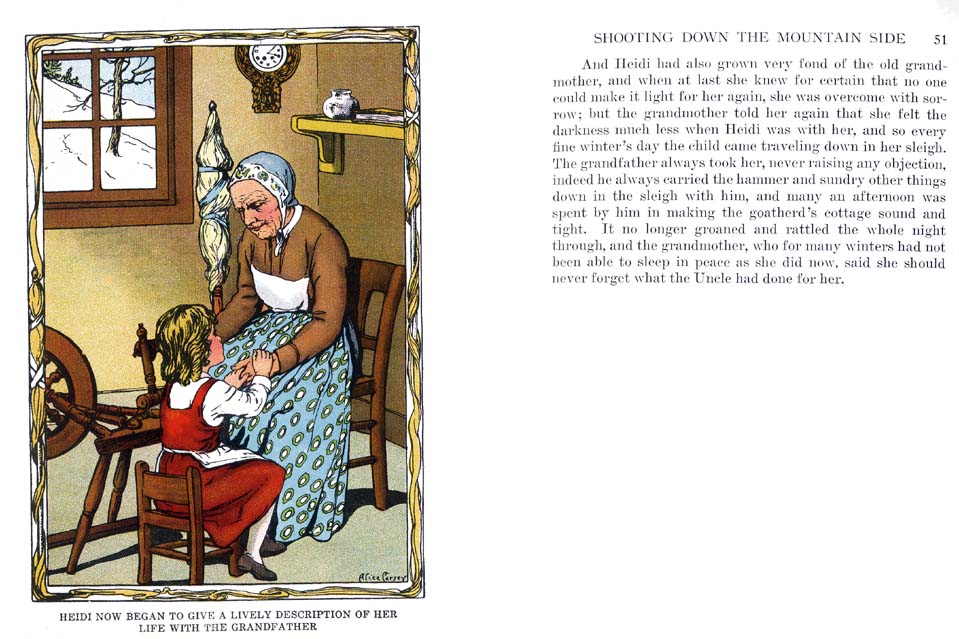 Alice Carsey
HEIDI NOW BEGAN TO GIVE A LIVELY DESCRIPTION OF HER
LIFE WITH THE GRANDFATHER
SHOOTING DOWN THE MOUNTAIN SIDE 51
And Heidi had also grown very fond of the old grand-
mother, and when at last she knew for certain that no one
could make it light for her again, she was overcome with sor-
row; but the grandmother told her again that she felt the
darkness much less when Heidi was with her, and so every
fine winter's day the child came traveling down in her sleigh.
The grandfather always took her, never raising any objection,
indeed he always carried the hammer and sundry other things
down in the sleigh with him, and many an afternoon was
spent by him in making the goatherd's cottage sound and
tight. It no longer groaned and rattled the whole night
through, and the grandmother, who for many winters had not
been able to sleep in peace as she did now, said she should
never forget what the Uncle had done for her.